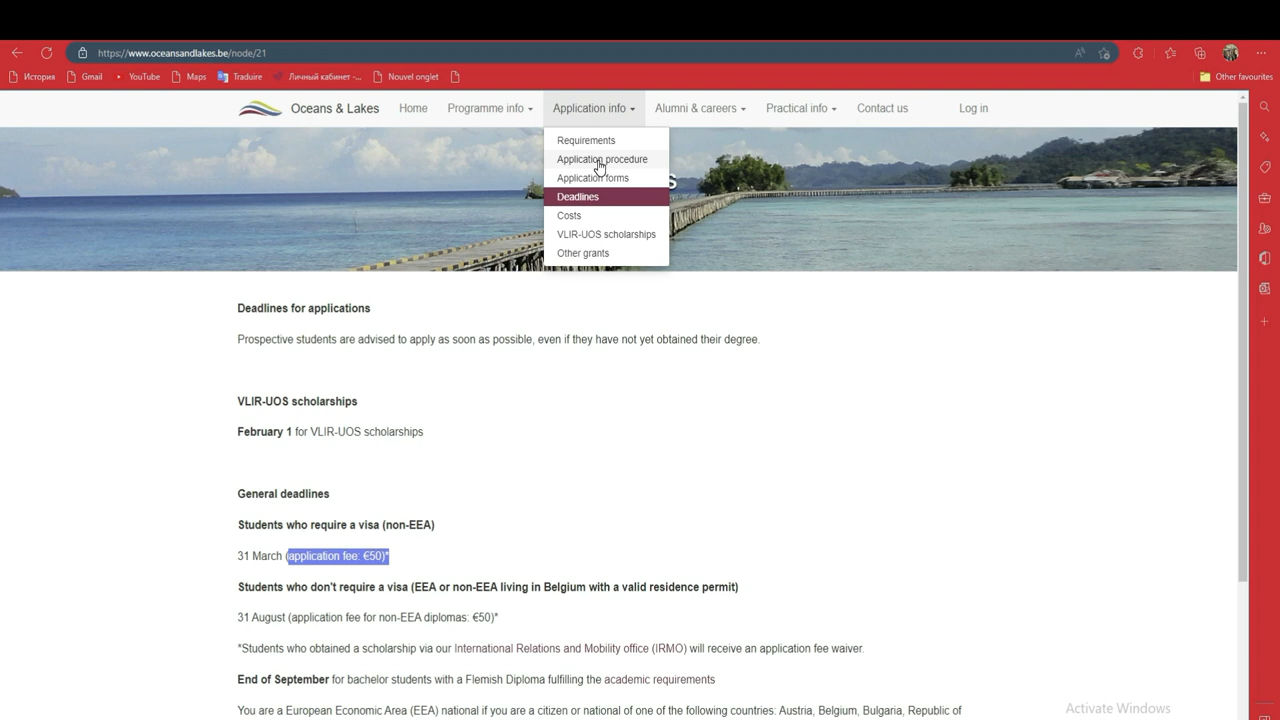 https://www.oceansandlakes.be/node/21
История Gmail YouTube Maps Traduire Личный кабинет -... Nouvel onglet Other favourites
Oceans & Lakes Home Programme info Application info Alumni & careers Practical info Contact us Log in
Requirements
Application procedure
Application forms
Deadlines
Costs
VLIR-UOS scholarships
Other grants
Deadlines for applications
Prospective students are advised to apply as soon as possible, even if they have not yet obtained their degree.
VLIR-UOS scholarships
February 1 for VLIR-UOS scholarships
General deadlines
Students who require a visa (non-EEA)
31 March (application fee: €50)*
Students who don't require a visa (EEA or non-EEA living in Belgium with a valid residence permit)
31 August (application fee for non-EEA diplomas: €50)*
*Students who obtained a scholarship via our International Relations and Mobility office (IRMO) will receive an application fee waiver.
End of September for bachelor students with a Flemish Diploma fulfilling the academic requirements
You are a European Economic Area (EEA) national if you are a citizen or national of one of the following countries: Austria, Belgium, Bulgaria, Republic of
Activate Windows